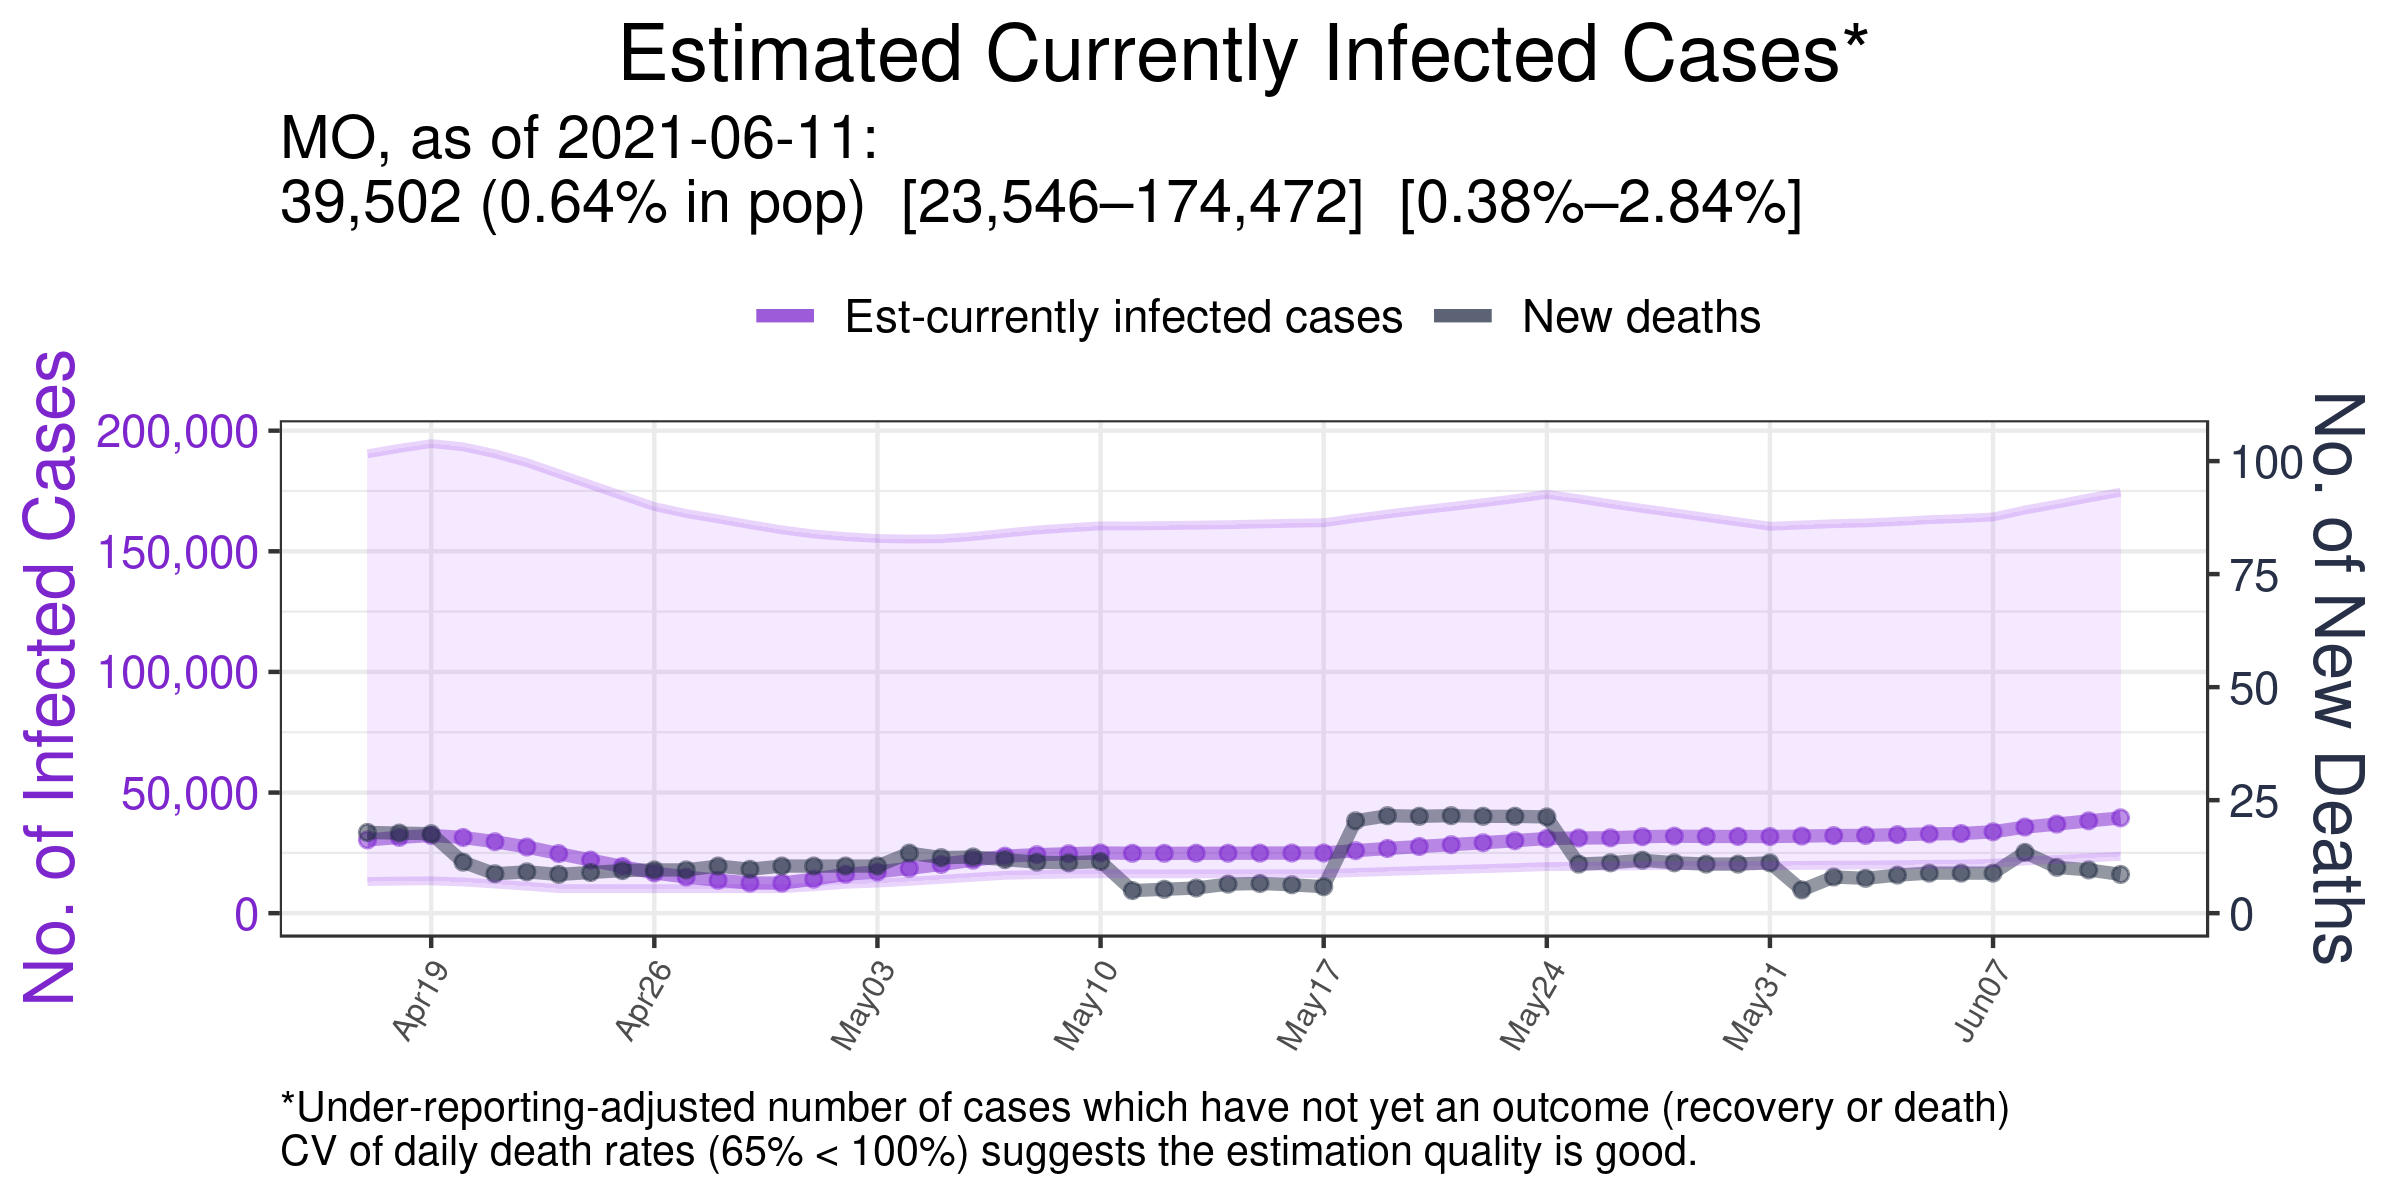 Estimated Currently Infected Cases*
MO, as of 2021-06-11:
39,502 (0.64% in pop)  [23,546–174,472]  [0.38%–2.84%]
Est-currently infected cases
New deaths
No. of Infected Cases
200,000
150,000
100,000
50,000
0
100
75
50
25
0
No. of New Deaths
Apr19
Apr26
May03
May10
May17
May24
May31
Jun07
*Under-reporting-adjusted number of cases which have not yet an outcome (recovery or death)
CV of daily death rates (65% < 100%) suggests the estimation quality is good.